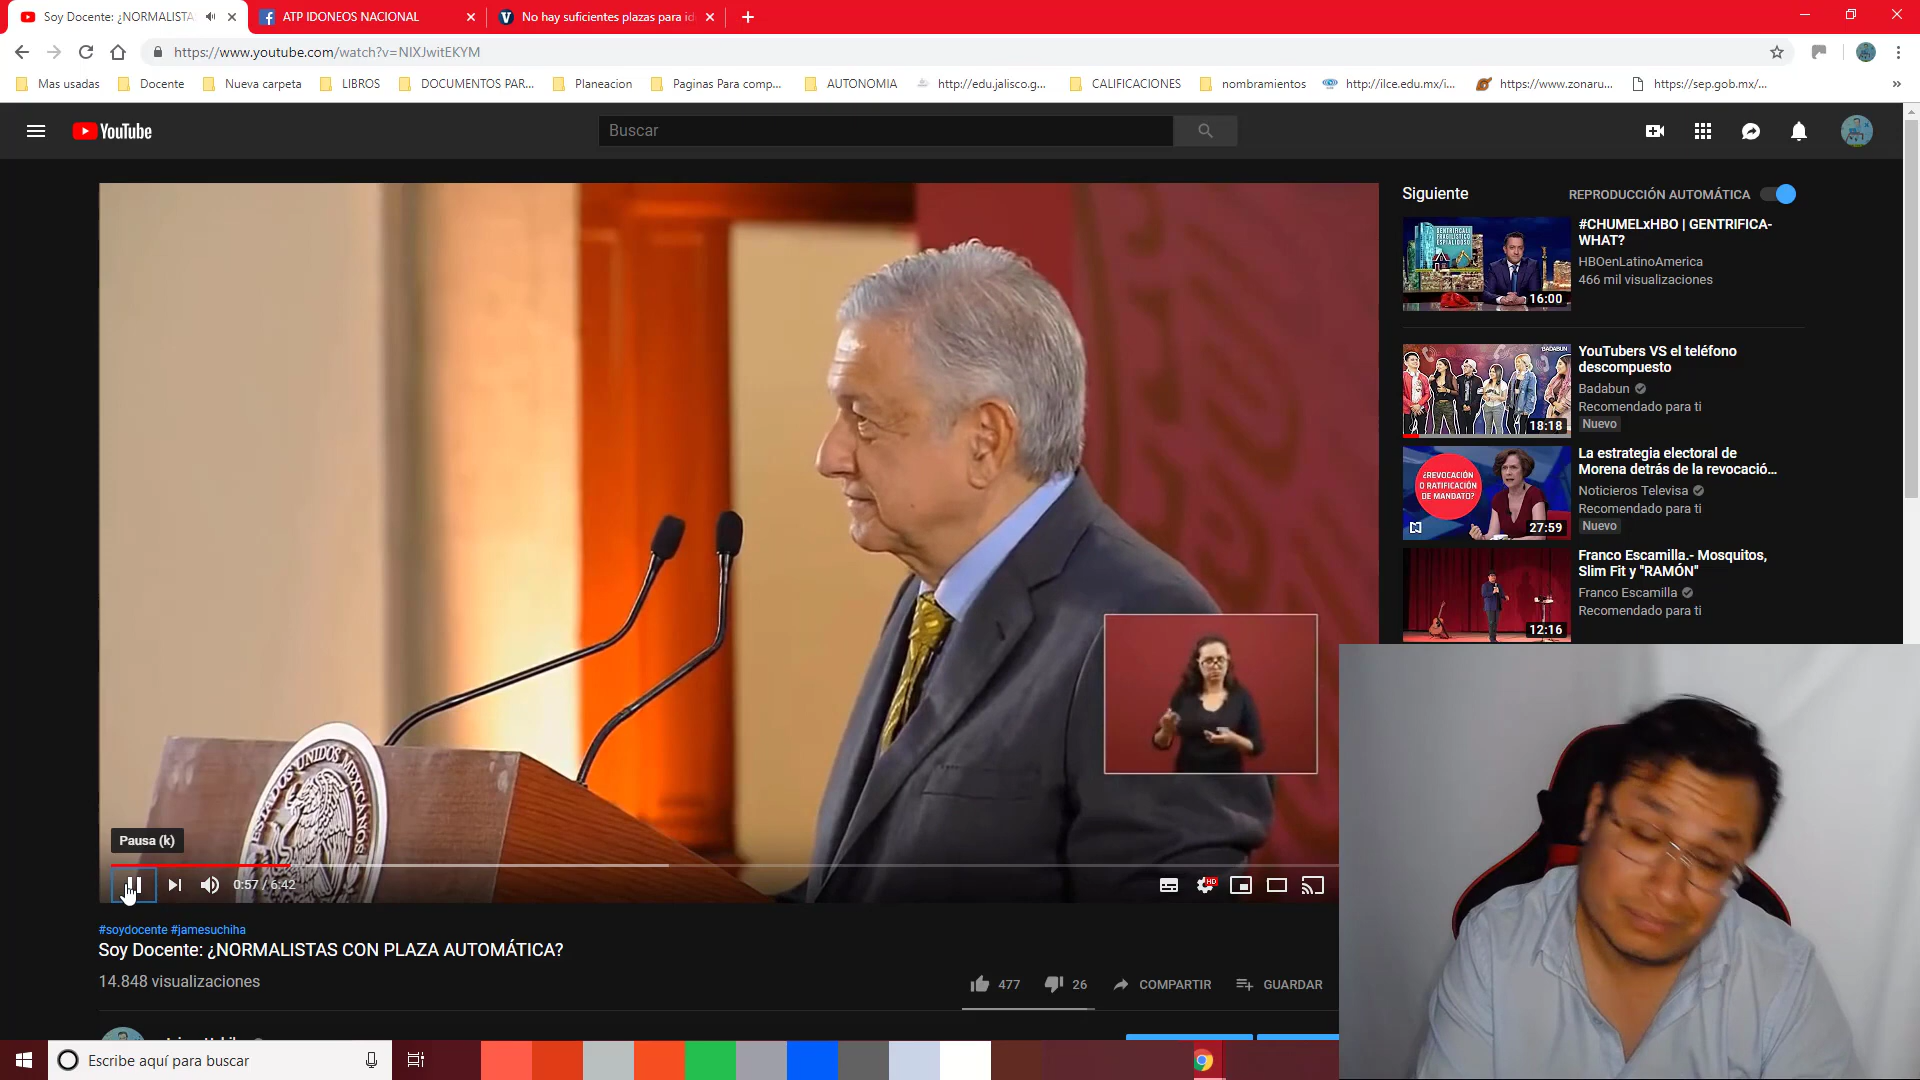 Soy Docente: ¿NORMALISTA
ATP IDONEOS NACIONAL
No hay suficientes plazas para id
https://www.youtube.com/watch?v=NIXJwitEKYM
Mas usadas
Docente
Nueva carpeta
LIBROS
DOCUMENTOS PAR...
Planeacion
Paginas Para comp...
AUTONOMIA
http://edu.jalisco.g...
CALIFICACIONES
nombramientos
http://ilce.edu.mx/i...
https://www.zonaru...
https://sep.gob.mx/...
YouTube
Buscar
Siguiente
REPRODUCCIÓN AUTOMÁTICA
#CHUMELxHBO | GENTRIFICA-
WHAT?
HBOenLatinoAmerica
466 mil visualizaciones
16:00
BADABUN
YouTubers VS el teléfono
descompuesto
Badabun
Recomendado para ti
Nuevo
18:18
¿REVOCACIÓN
O RATIFICACIÓN
DE MANDATO?
La estrategia electoral de
Morena detrás de la revocació...
Noticieros Televisa
Recomendado para ti
Nuevo
27:59
Franco Escamilla.- Mosquitos,
Slim Fit y "RAMÓN"
Franco Escamilla
Recomendado para ti
12:16
ESTADOS UNIDOS MEXICANOS
Pausa (k)
0:57 / 6:42
HD
#soydocente #jamesuchiha
Soy Docente: ¿NORMALISTAS CON PLAZA AUTOMÁTICA?
14.848 visualizaciones
477
26
COMPARTIR
GUARDAR
Escribe aquí para buscar